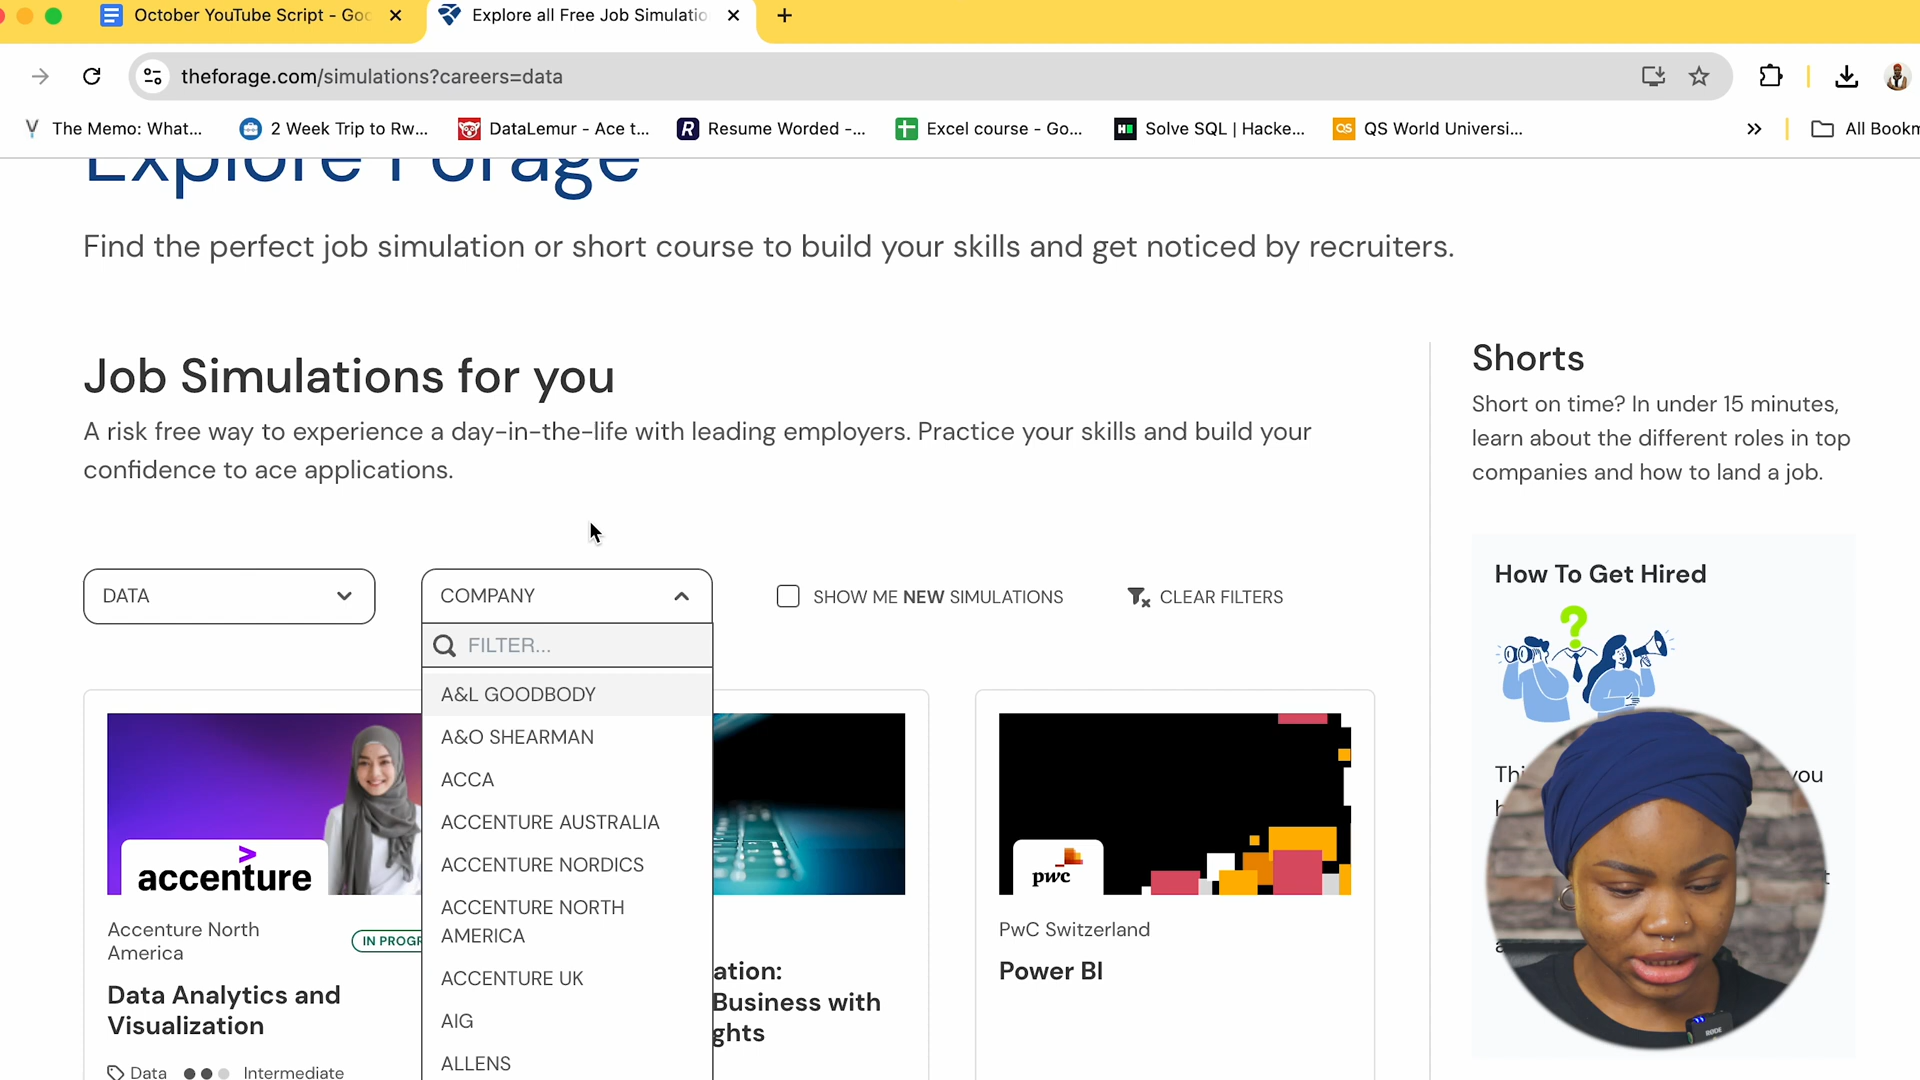 October YouTube Script - Goo
Explore all Free Job Simulatio
theforage.com/simulations?careers=data
The Memo: What...
2 Week Trip to Rw...
DataLemur - Ace t...
Resume Worded -...
Excel course - Go...
Solve SQL | Hacke...
QS World Universi...
All Bookm
Explore Forage
Find the perfect job simulation or short course to build your skills and get noticed by recruiters.
Job Simulations for you
A risk free way to experience a day-in-the-life with leading employers. Practice your skills and build your
confidence to ace applications.
DATA
COMPANY
SHOW ME NEW SIMULATIONS
CLEAR FILTERS
FILTER...
A&L GOODBODY
A&O SHEARMAN
ACCA
ACCENTURE AUSTRALIA
ACCENTURE NORDICS
ACCENTURE NORTH
AMERICA
ACCENTURE UK
AIG
ALLENS
accenture
Accenture North
America
IN PROGR
Data Analytics and
Visualization
Data
Intermediate
ation:
Business with
ghts
pwc
PwC Switzerland
Power BI
Shorts
Short on time? In under 15 minutes,
learn about the different roles in top
companies and how to land a job.
How To Get Hired
Thi
you
RØDE